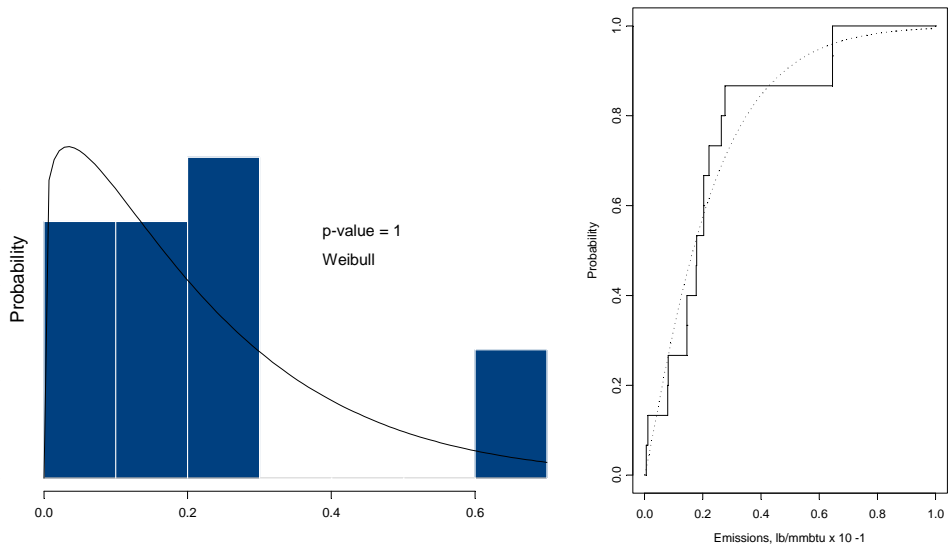 Probability
p-value = 1
Weibull
0.0 0.2 0.4 0.6
Probability
1.0
0.8
0.6
0.4
0.2
0.0
0.0 0.2 0.4 0.6 0.8 1.0
Emissions, lb/mmbtu x 10 -1